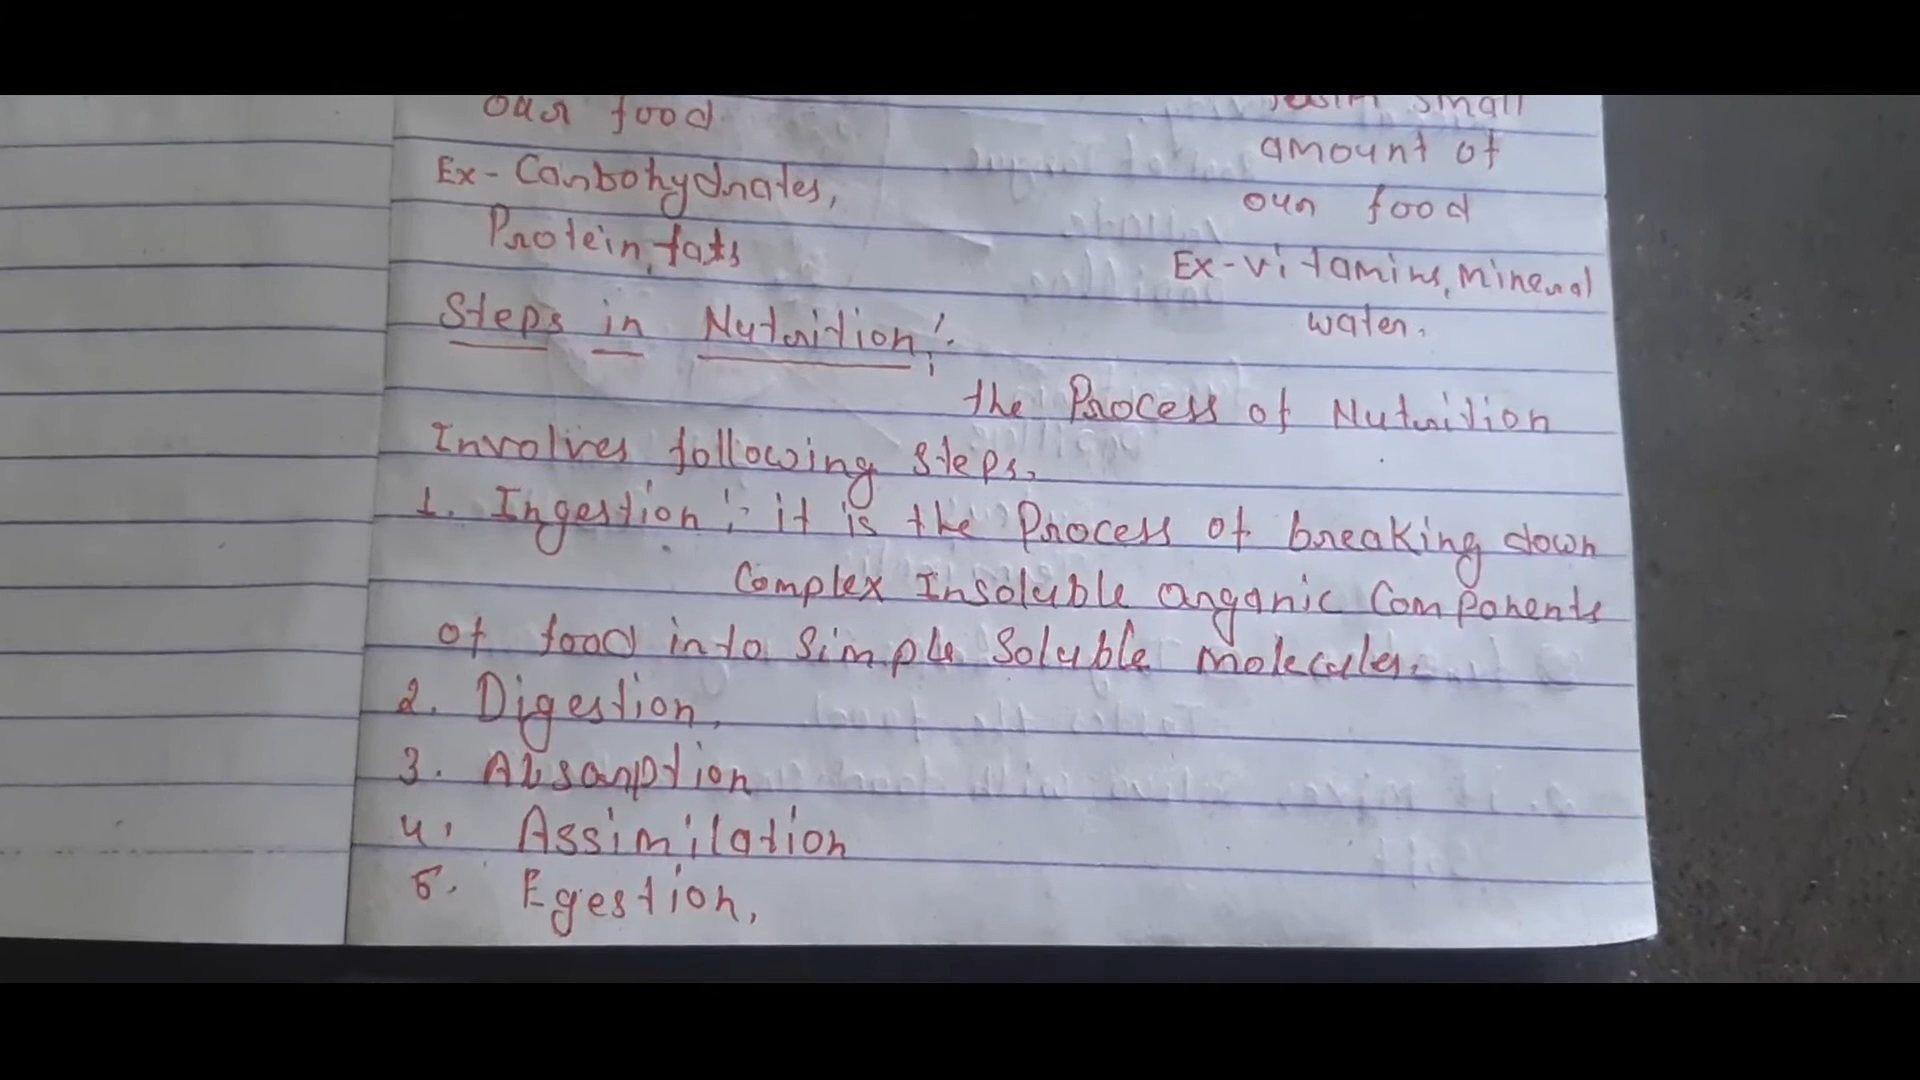 our food
small
amount of
Ex - Carbohydrates,
our food
Protein, fats
Ex - vitamins, mineral
Steps in Nutrition :-
water.
the Process of Nutrition
Involves following steps.
1. Ingestion :- it is the Process of breaking down
Complex Insoluble organic Components
of food into Simple Soluble molecules.
2. Digestion,
3. Absorption
4. Assimilation
5. Egestion,